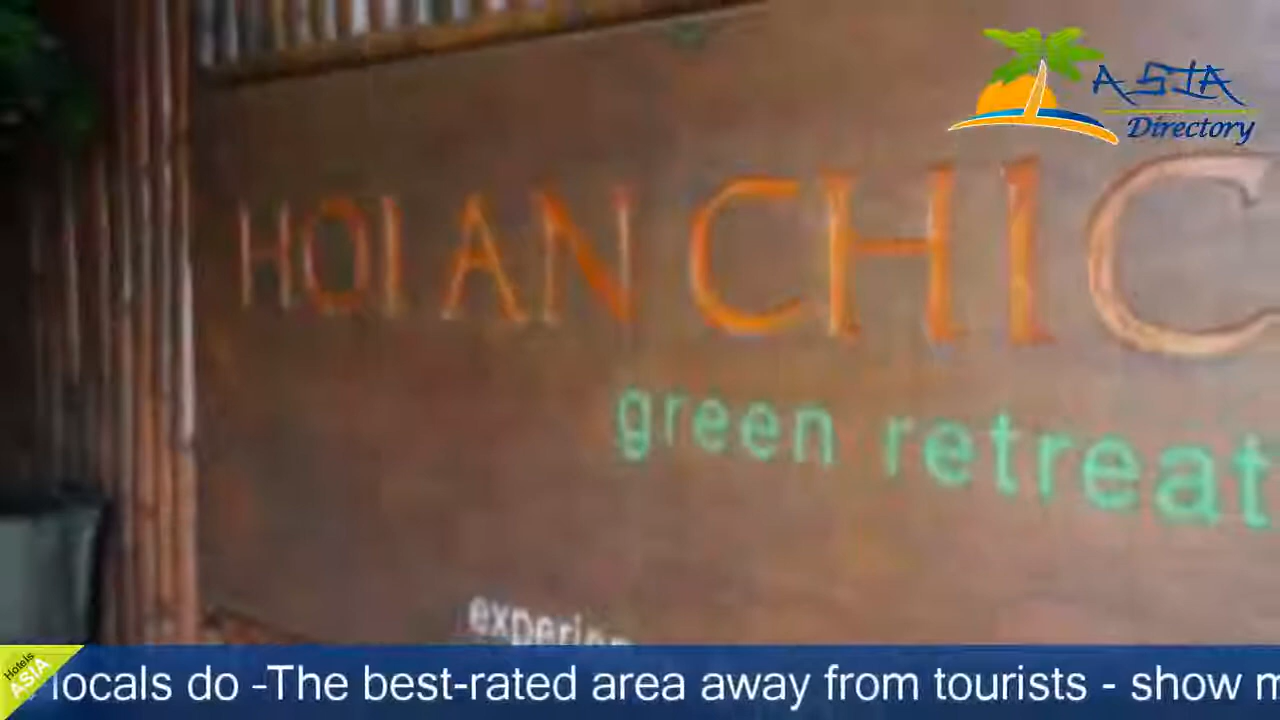 ASIA
Directory
HOI AN CHIC
green retreat
Hotels
ASIA
locals do -The best-rated area away from tourists - show